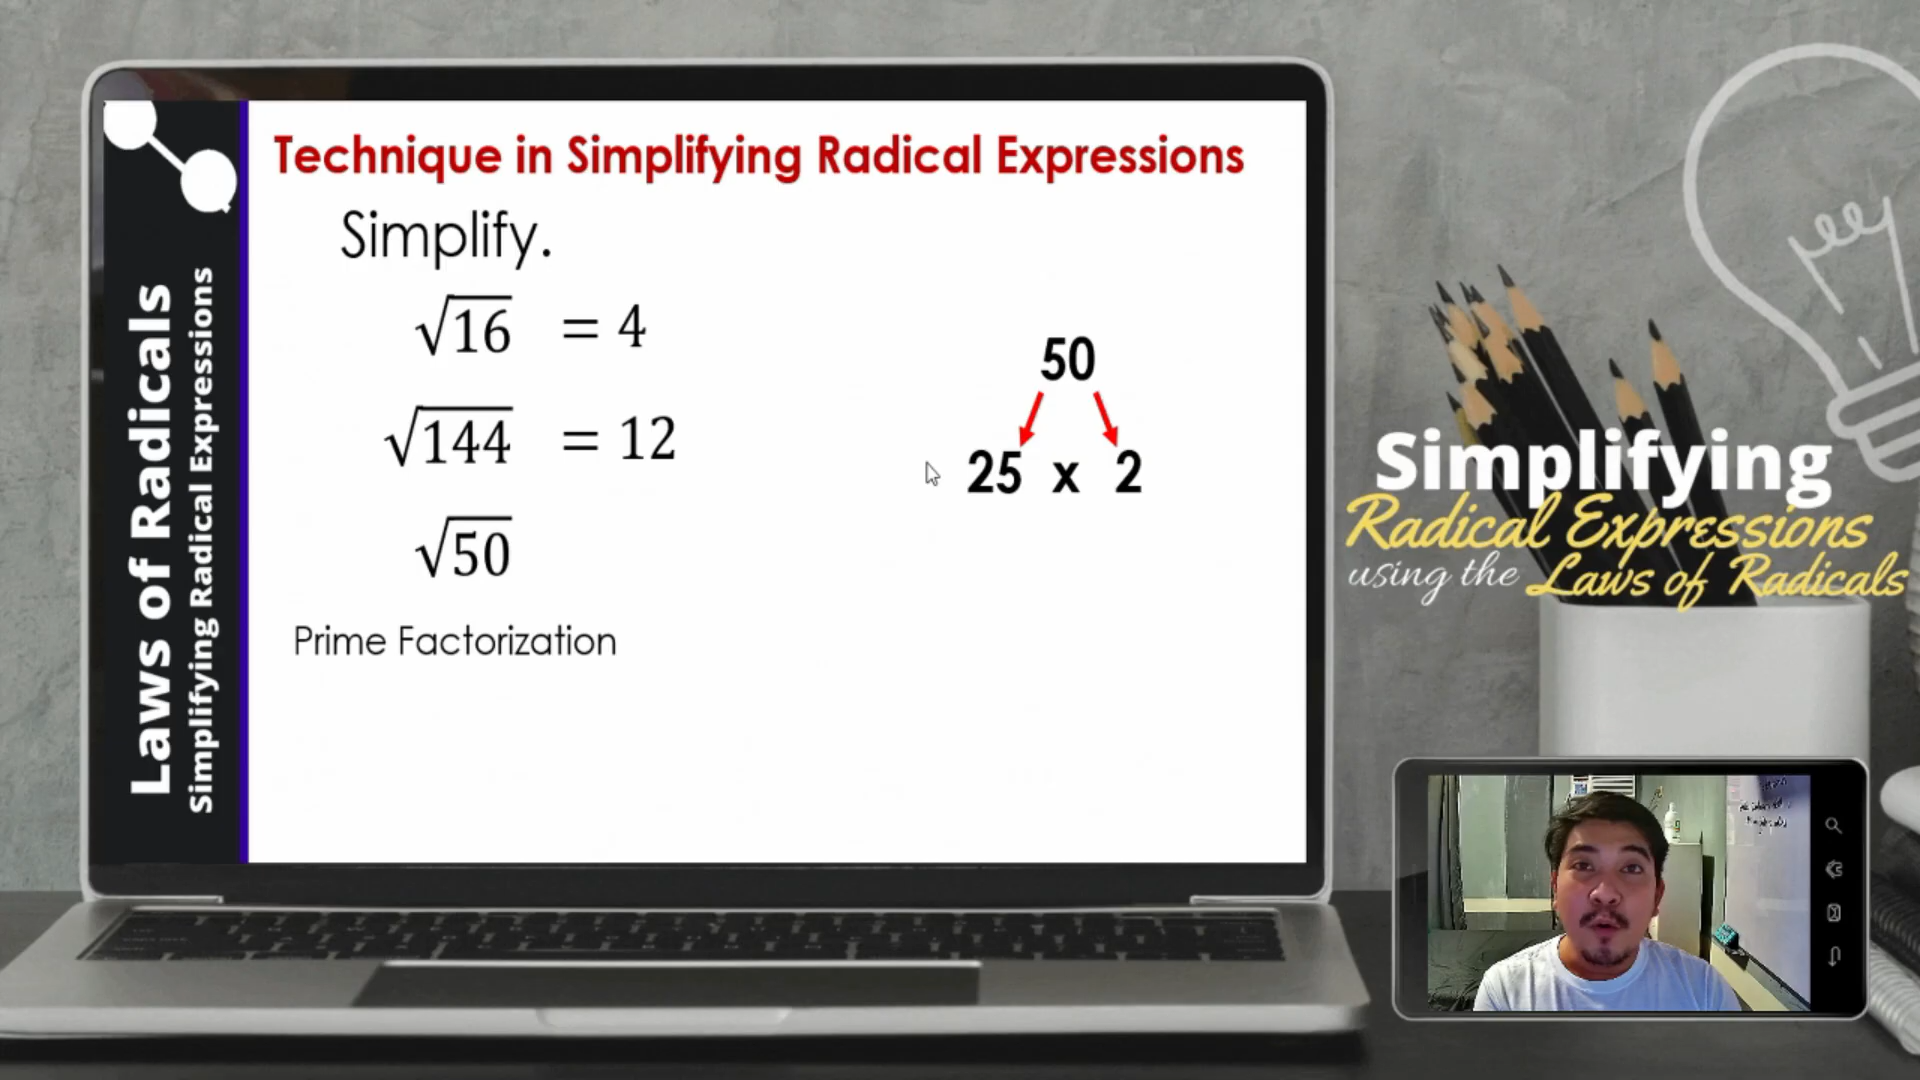 Laws of Radicals
Simplifying Radical Expressions
Technique in Simplifying Radical Expressions
Simplify.
√16 = 4
√144 = 12
√50
Prime Factorization
50
25 x 2
Simplifying
Radical Expressions
using the Laws of Radicals